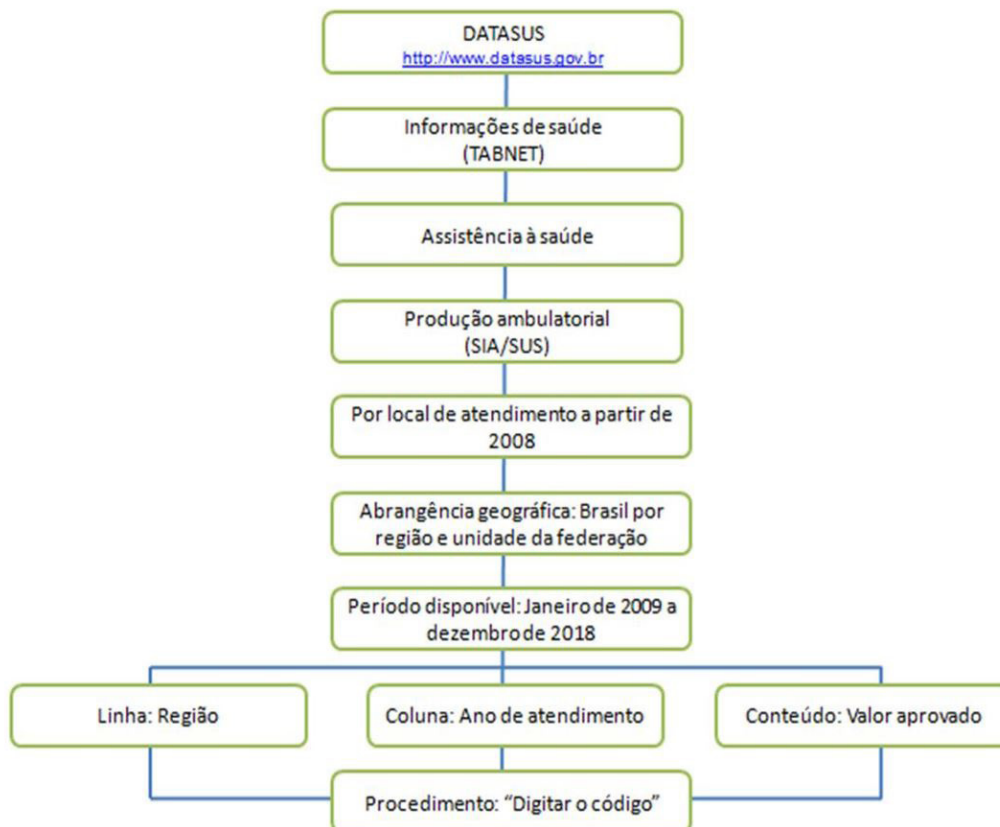 DATASUS
http://www.datasus.gov.br
Informações de saúde
(TABNET)
Assistência à saúde
Produção ambulatorial
(SIA/SUS)
Por local de atendimento a partir de
2008
Abrangência geográfica: Brasil por
região e unidade da federação
Período disponível: Janeiro de 2009 a
dezembro de 2018
Linha: Região
Coluna: Ano de atendimento
Conteúdo: Valor aprovado
Procedimento: “Digitar o código”